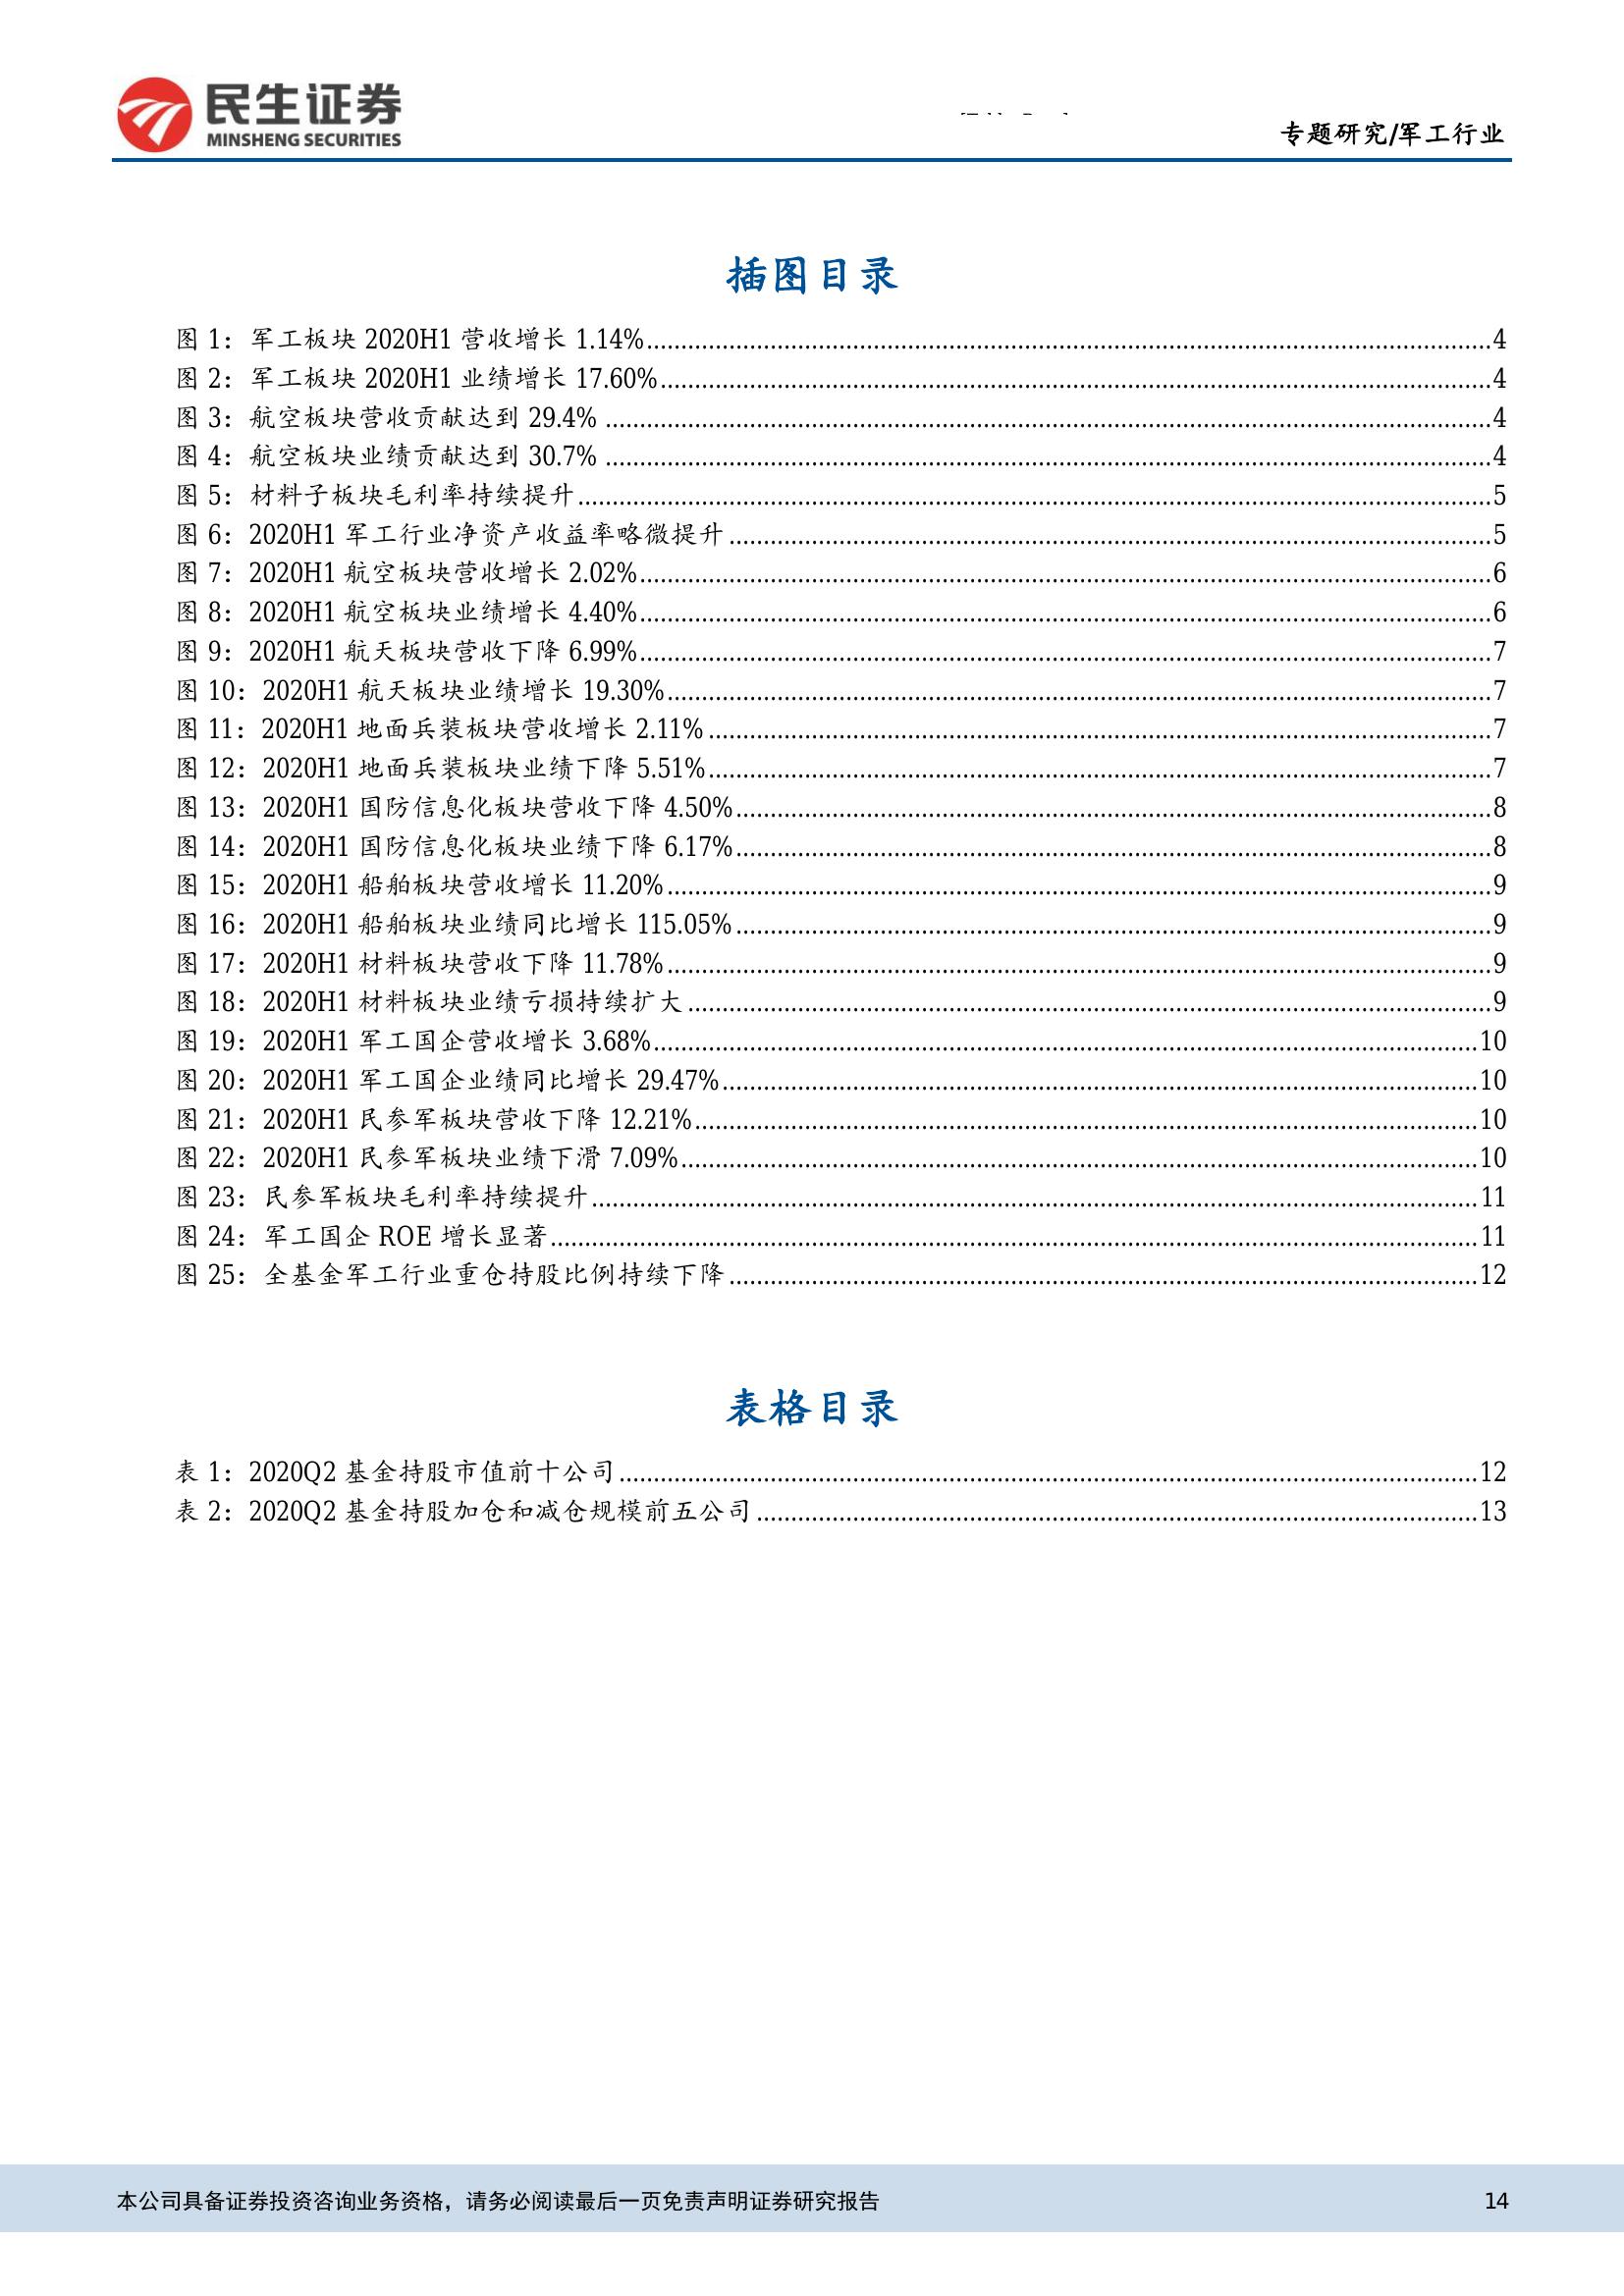 民生证券
MINSHENG SECURITIES
专题研究/军工行业
插图目录
图 1：军工板块 2020H1 营收增长 1.14%........4
图 2：军工板块 2020H1 业绩增长 17.60%........4
图 3：航空板块营收贡献达到 29.4%........4
图 4：航空板块业绩贡献达到 30.7%........4
图 5：材料子板块毛利率持续提升........5
图 6：2020H1 军工行业净资产收益率略微提升........5
图 7：2020H1 航空板块营收增长 2.02%........6
图 8：2020H1 航空板块业绩增长 4.40%........6
图 9：2020H1 航天板块营收下降 6.99%........7
图 10：2020H1 航天板块业绩增长 19.30%........7
图 11：2020H1 地面兵装板块营收增长 2.11%........7
图 12：2020H1 地面兵装板块业绩下降 5.51%........7
图 13：2020H1 国防信息化板块营收下降 4.50%........8
图 14：2020H1 国防信息化板块业绩下降 6.17%........8
图 15：2020H1 船舶板块营收增长 11.20%........9
图 16：2020H1 船舶板块业绩同比增长 115.05%........9
图 17：2020H1 材料板块营收下降 11.78%........9
图 18：2020H1 材料板块业绩亏损持续扩大........9
图 19：2020H1 军工国企营收增长 3.68%........10
图 20：2020H1 军工国企业绩同比增长 29.47%........10
图 21：2020H1 民参军板块营收下降 12.21%........10
图 22：2020H1 民参军板块业绩下滑 7.09%........10
图 23：民参军板块毛利率持续提升........11
图 24：军工国企 ROE 增长显著........11
图 25：全基金军工行业重仓持股比例持续下降........12
表格目录
表 1：2020Q2 基金持股市值前十公司........12
表 2：2020Q2 基金持股加仓和减仓规模前五公司........13
本公司具备证券投资咨询业务资格，请务必阅读最后一页免责声明证券研究报告 14